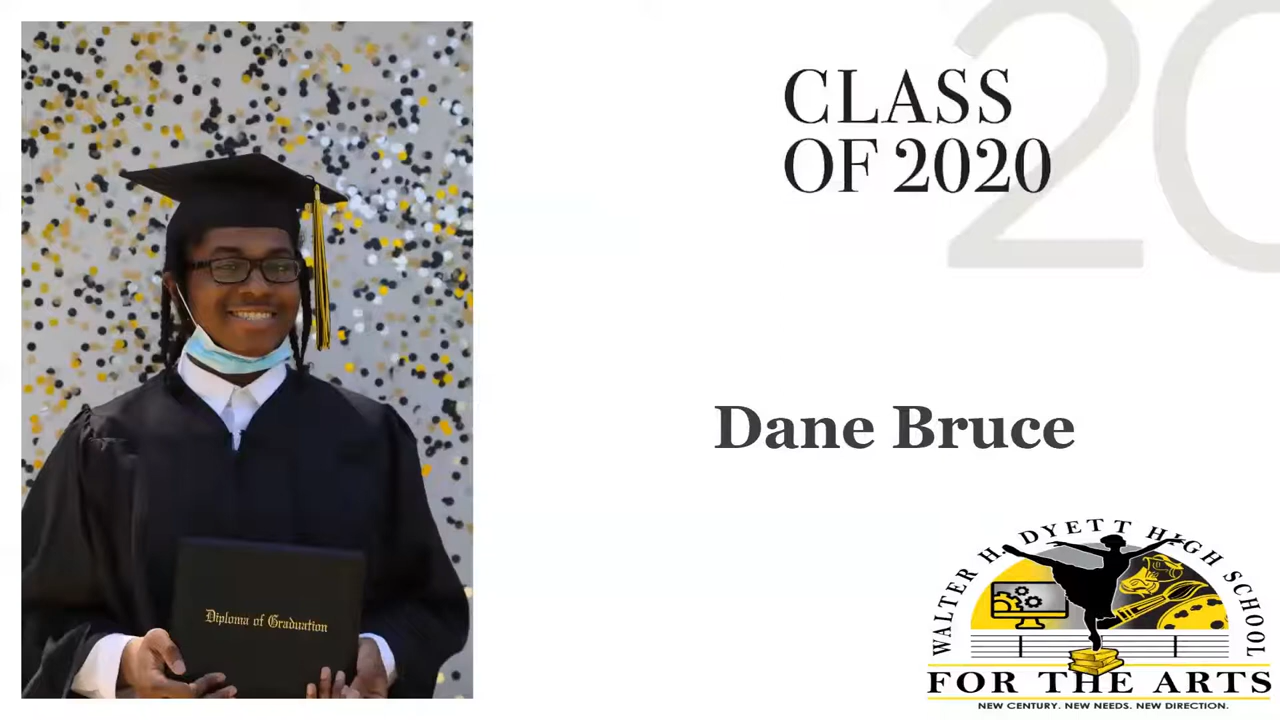 20
CLASS
OF 2020
Dane Bruce
Diploma of Graduation
WALTER H. DYETT HIGH SCHOOL
FOR THE ARTS
NEW CENTURY. NEW NEEDS. NEW DIRECTION.